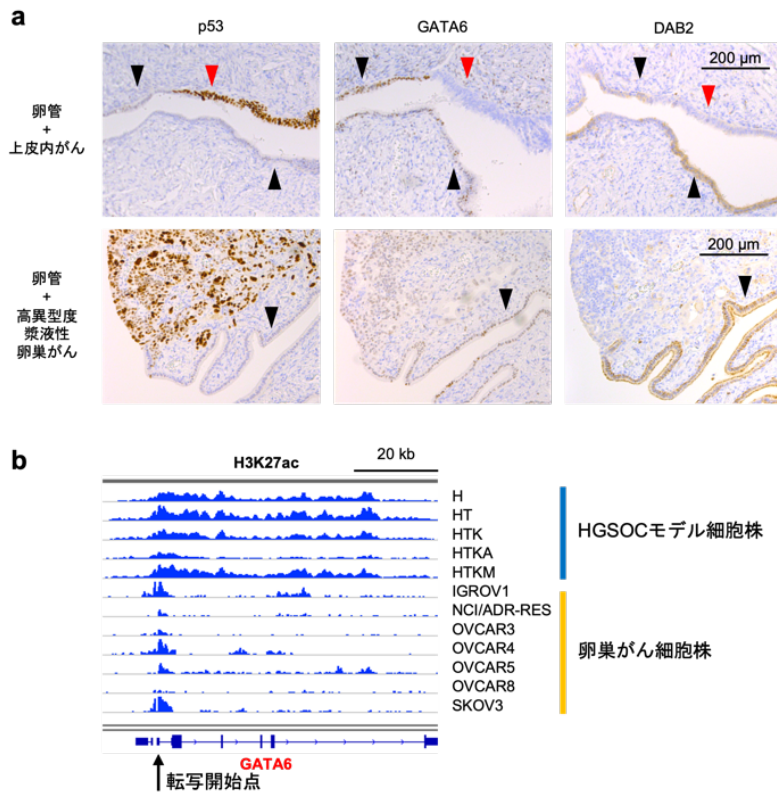 a
p53
GATA6
DAB2
200 µm
卵管
+
上皮内がん
200 µm
卵管
+
高異型度
漿液性
卵巣がん
b
H3K27ac
20 kb
H
HT
HTK
HTKA
HTKM
HGSOCモデル細胞株
IGROV1
NCI/ADR-RES
OVCAR3
OVCAR4
OVCAR5
OVCAR8
SKOV3
卵巣がん細胞株
GATA6
転写開始点